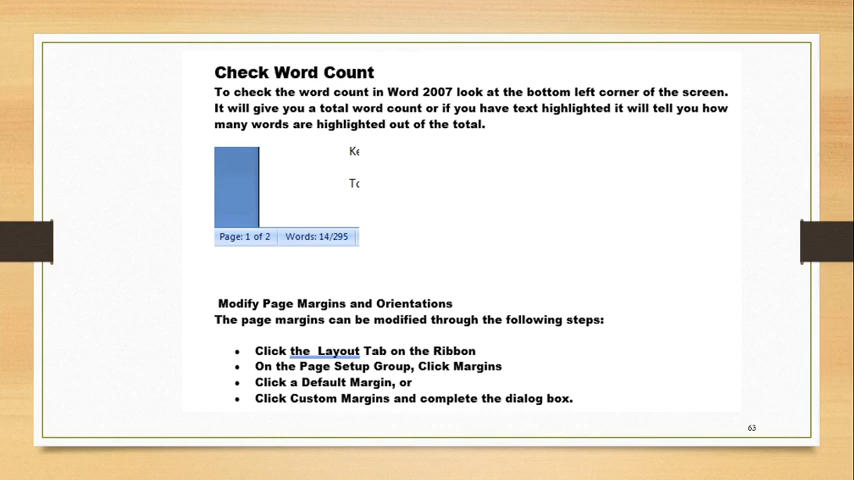 Check Word Count
To check the word count in Word 2007 look at the bottom left corner of the screen.
It will give you a total word count or if you have text highlighted it will tell you how
many words are highlighted out of the total.
Ke
To
Page: 1 of 2 Words: 14/295
Modify Page Margins and Orientations
The page margins can be modified through the following steps:
• Click the Layout Tab on the Ribbon
• On the Page Setup Group, Click Margins
• Click a Default Margin, or
• Click Custom Margins and complete the dialog box.
63